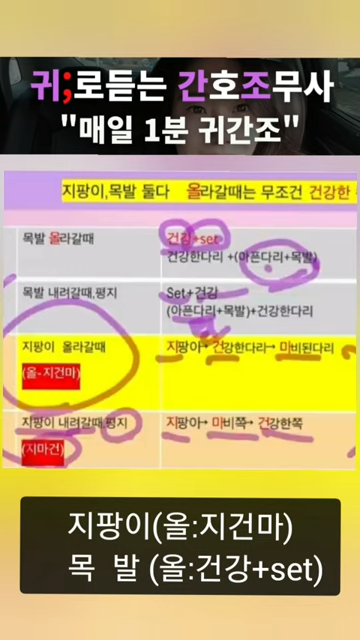 귀;로듣는 간호조무사
"매일 1분 귀간조"
지팡이,목발 둘다 올라갈때는 무조건 건강한
목발 올라갈때
건강+set
건강한다리 +(아픈다리+목발)
목발 내려갈때,평지
Set+건강
(아픈다리+목발)+건강한다리
지팡이 올라갈때
(올-지건마)
지팡이→ 건강한다리→ 마비된다리
지팡이 내려갈때,평지
(지마건)
지팡이→ 마비쪽→ 건강한쪽
지팡이(올:지건마)
목 발 (올:건강+set)